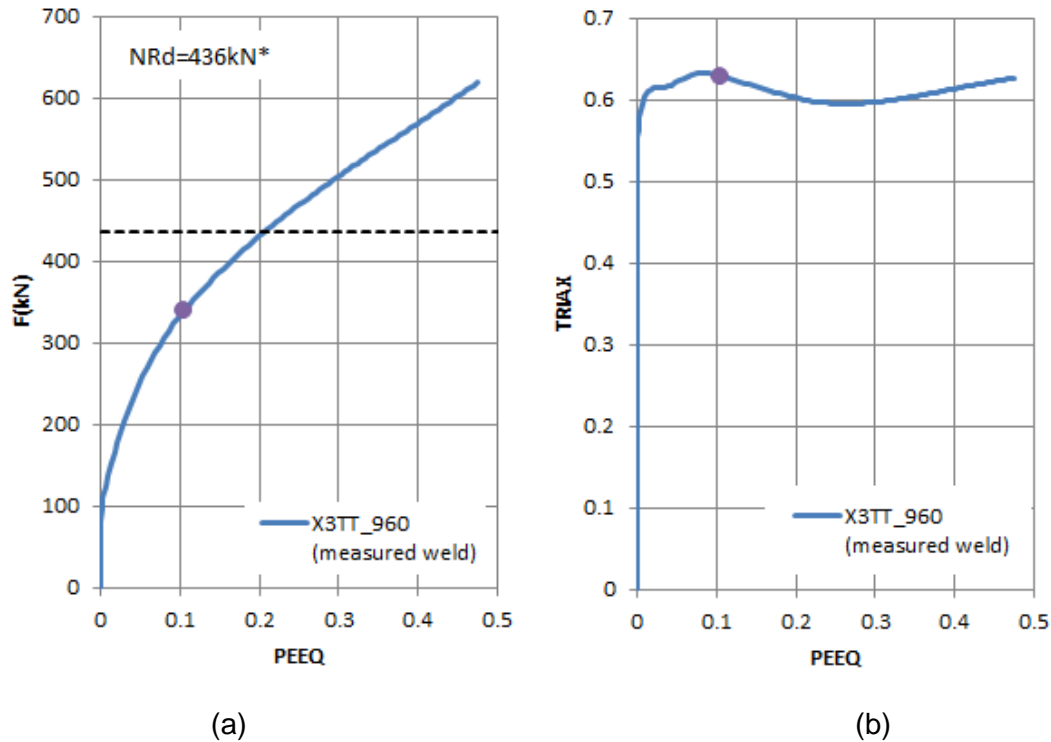 700
600
500
400
300
200
100
0
F(kN)
NRd=436kN*
X3TT_960
(measured weld)
0 0.1 0.2 0.3 0.4 0.5
PEEQ
(a)
0.7
0.6
0.5
0.4
0.3
0.2
0.1
0
TRIAX
X3TT_960
(measured weld)
0 0.1 0.2 0.3 0.4 0.5
PEEQ
(b)